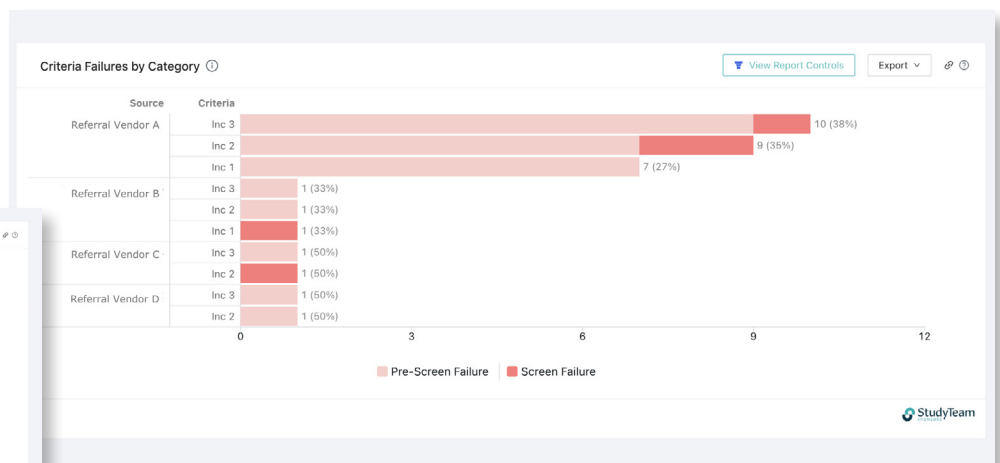 Criteria Failures by Category
View Report Controls
Export
Source Criteria
Referral Vendor A Inc 3 10 (38%)
Inc 2 9 (35%)
Inc 1 7 (27%)
Referral Vendor B Inc 3 1 (33%)
Inc 2 1 (33%)
Inc 1 1 (33%)
Referral Vendor C Inc 3 1 (50%)
Inc 2 1 (50%)
Referral Vendor D Inc 3 1 (50%)
Inc 2 1 (50%)
0 3 6 9 12
Pre-Screen Failure Screen Failure
StudyTeam